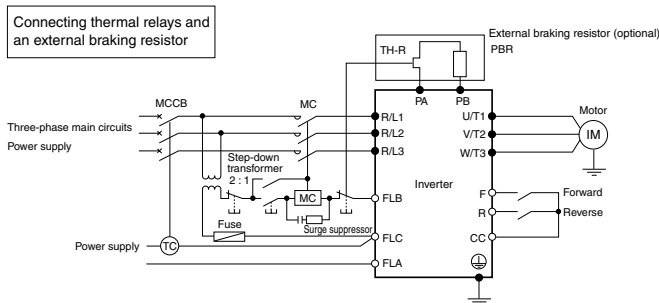 Connecting thermal relays and
an external braking resistor
External braking resistor (optional)
TH-R
PBR
PA
PB
MCCB
MC
R/L1
R/L2
R/L3
U/T1
V/T2
W/T3
Motor
IM
Three-phase main circuits
Power supply
Step-down
transformer
2 : 1
MC
Inverter
FLB
F
Forward
R
Reverse
Surge suppressor
Fuse
FLC
CC
Power supply
TC
FLA